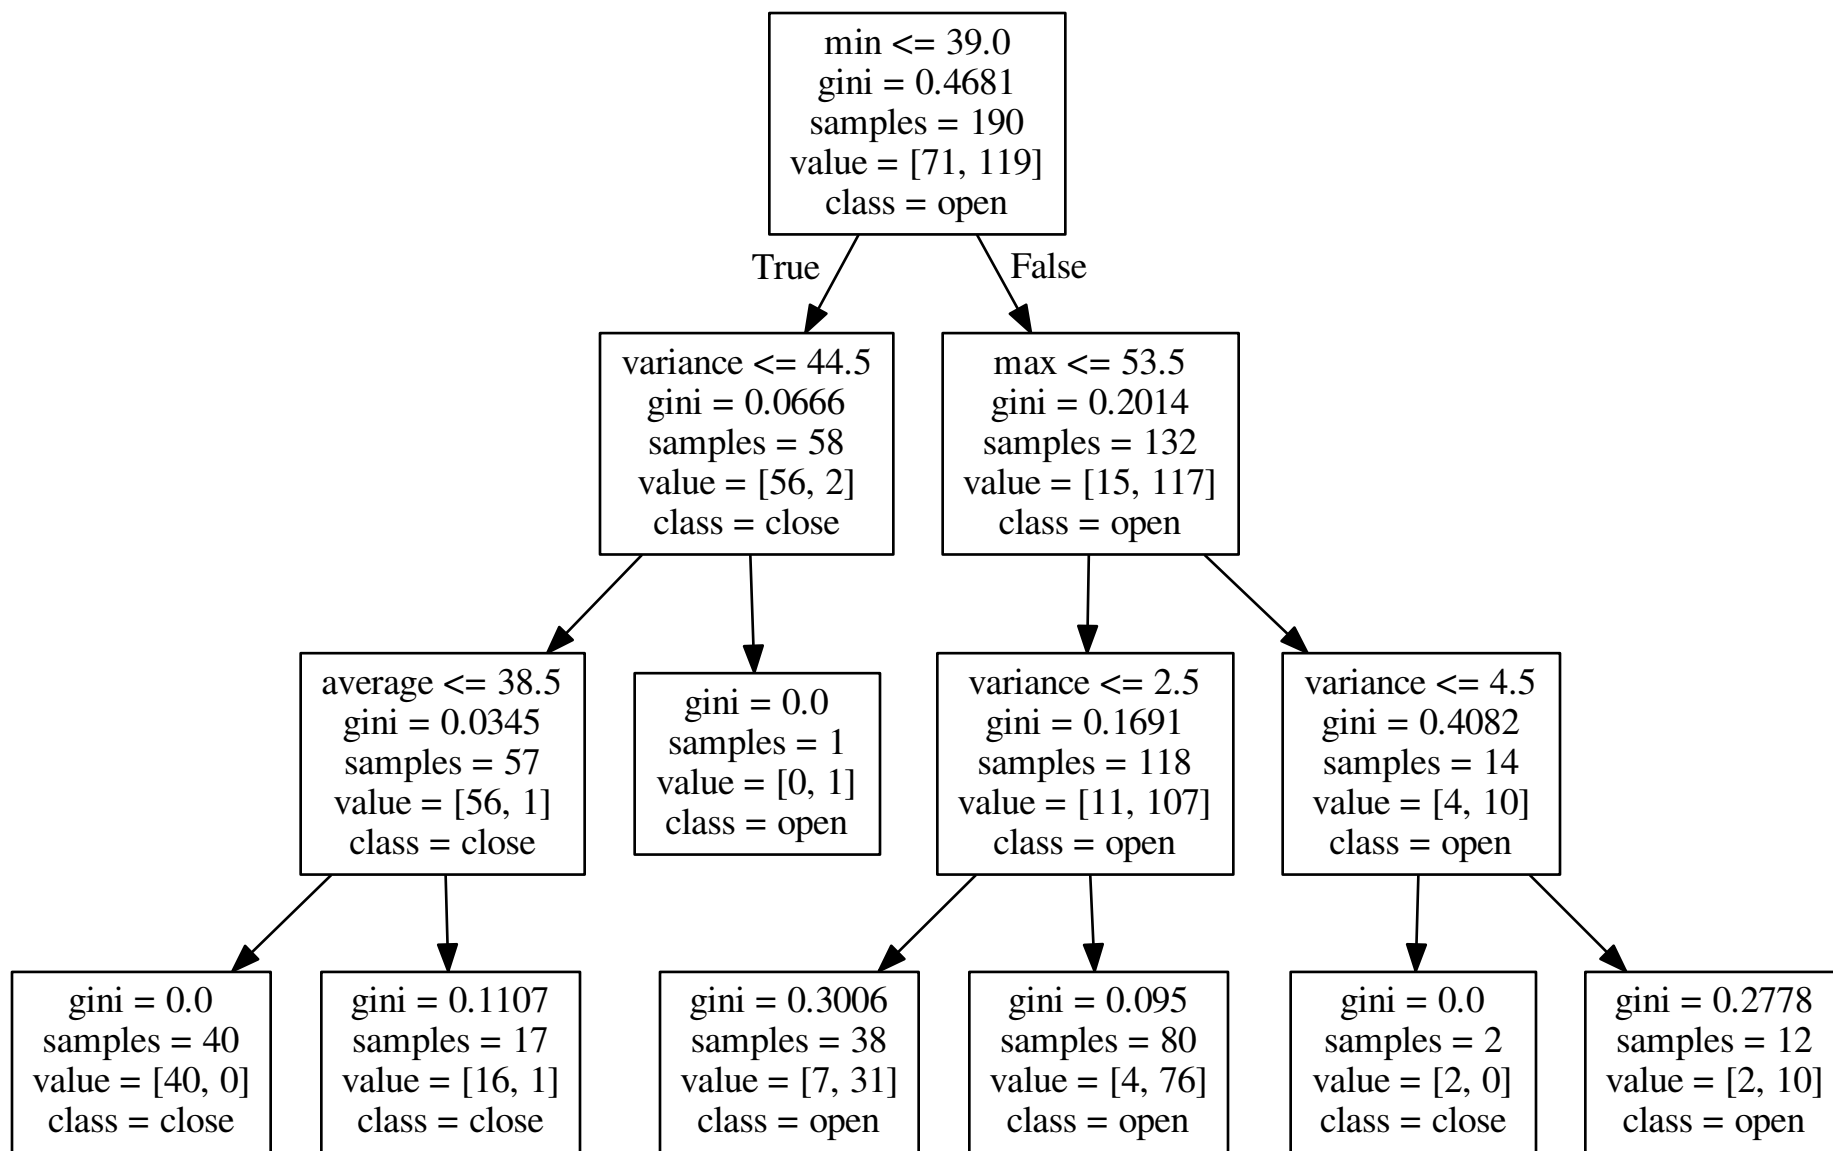 min <= 39.0
gini = 0.4681
samples = 190
value = [71, 119]
class = open
True
False
variance <= 44.5
gini = 0.0666
samples = 58
value = [56, 2]
class = close
max <= 53.5
gini = 0.2014
samples = 132
value = [15, 117]
class = open
average <= 38.5
gini = 0.0345
samples = 57
value = [56, 1]
class = close
gini = 0.0
samples = 1
value = [0, 1]
class = open
variance <= 2.5
gini = 0.1691
samples = 118
value = [11, 107]
class = open
variance <= 4.5
gini = 0.4082
samples = 14
value = [4, 10]
class = open
gini = 0.0
samples = 40
value = [40, 0]
class = close
gini = 0.1107
samples = 17
value = [16, 1]
class = close
gini = 0.3006
samples = 38
value = [7, 31]
class = open
gini = 0.095
samples = 80
value = [4, 76]
class = open
gini = 0.0
samples = 2
value = [2, 0]
class = close
gini = 0.2778
samples = 12
value = [2, 10]
class = open